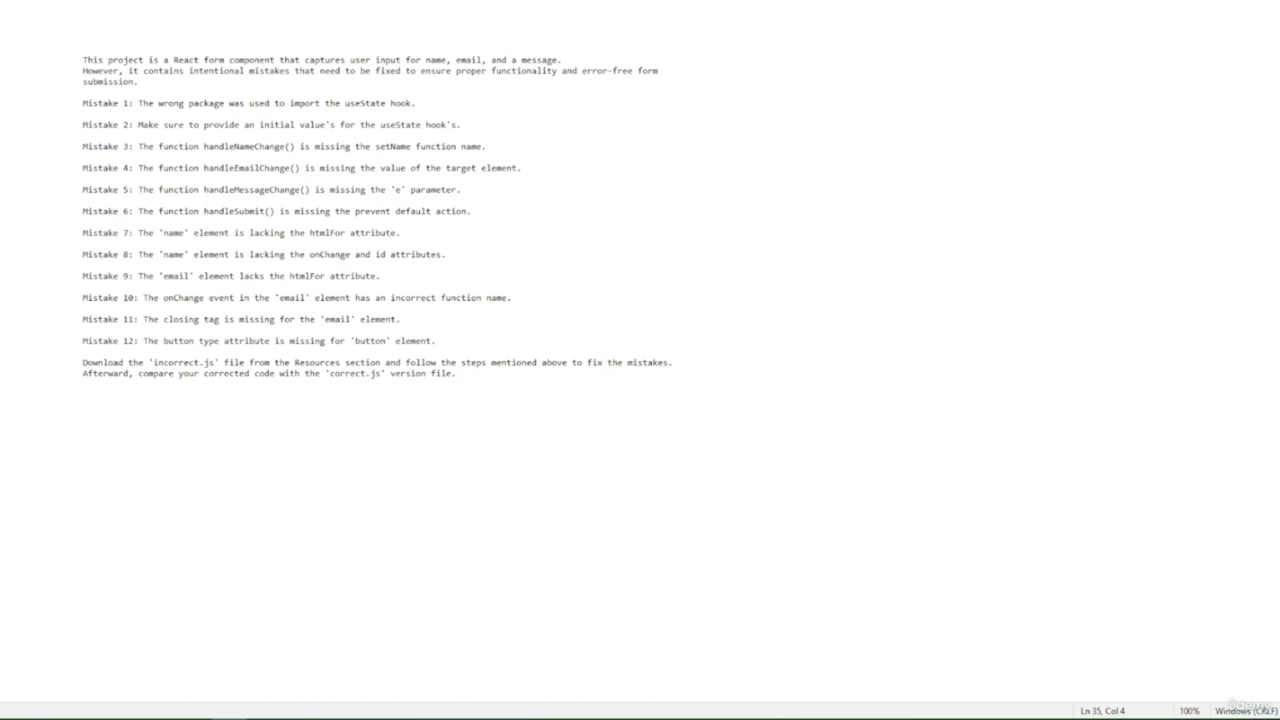 This project is a React form component that captures user input for name, email, and a message.
However, it contains intentional mistakes that need to be fixed to ensure proper functionality and error-free form
submission.
Mistake 1: The wrong package was used to import the useState hook.
Mistake 2: Make sure to provide an initial value's for the useState hook's.
Mistake 3: The function handleNameChange() is missing the setName function name.
Mistake 4: The function handleEmailChange() is missing the value of the target element.
Mistake 5: The function handleMessageChange() is missing the 'e' parameter.
Mistake 6: The function handleSubmit() is missing the prevent default action.
Mistake 7: The 'name' element is lacking the htmlFor attribute.
Mistake 8: The 'name' element is lacking the onChange and id attributes.
Mistake 9: The 'email' element lacks the htmlFor attribute.
Mistake 10: The onChange event in the 'email' element has an incorrect function name.
Mistake 11: The closing tag is missing for the 'email' element.
Mistake 12: The button type attribute is missing for 'button' element.
Download the 'incorrect.js' file from the Resources section and follow the steps mentioned above to fix the mistakes.
Afterward, compare your corrected code with the 'correct.js' version file.
Ln 35, Col 4
100%
Windows (CRLF)
udemy